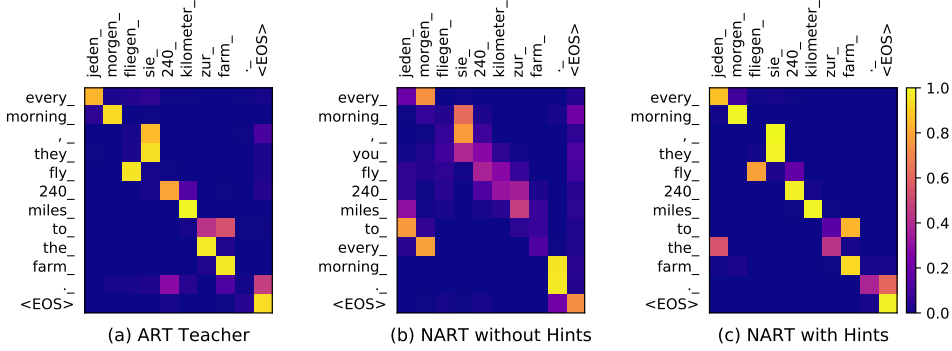 jeden_
morgen_
fliegen_
sie_
240_
kilometer_
zur_
farm_
._
<EOS>
every_
morning_
,_
they_
fly_
240_
miles_
to_
the_
farm_
._
<EOS>
(a) ART Teacher
jeden_
morgen_
fliegen_
sie_
240_
kilometer_
zur_
farm_
._
<EOS>
every_
morning_
,_
you_
fly_
240_
miles_
to_
every_
morning_
._
<EOS>
(b) NART without Hints
jeden_
morgen_
fliegen_
sie_
240_
kilometer_
zur_
farm_
._
<EOS>
every_
morning_
,_
they_
fly_
240_
miles_
to_
the_
farm_
._
<EOS>
(c) NART with Hints
1.0
0.8
0.6
0.4
0.2
0.0